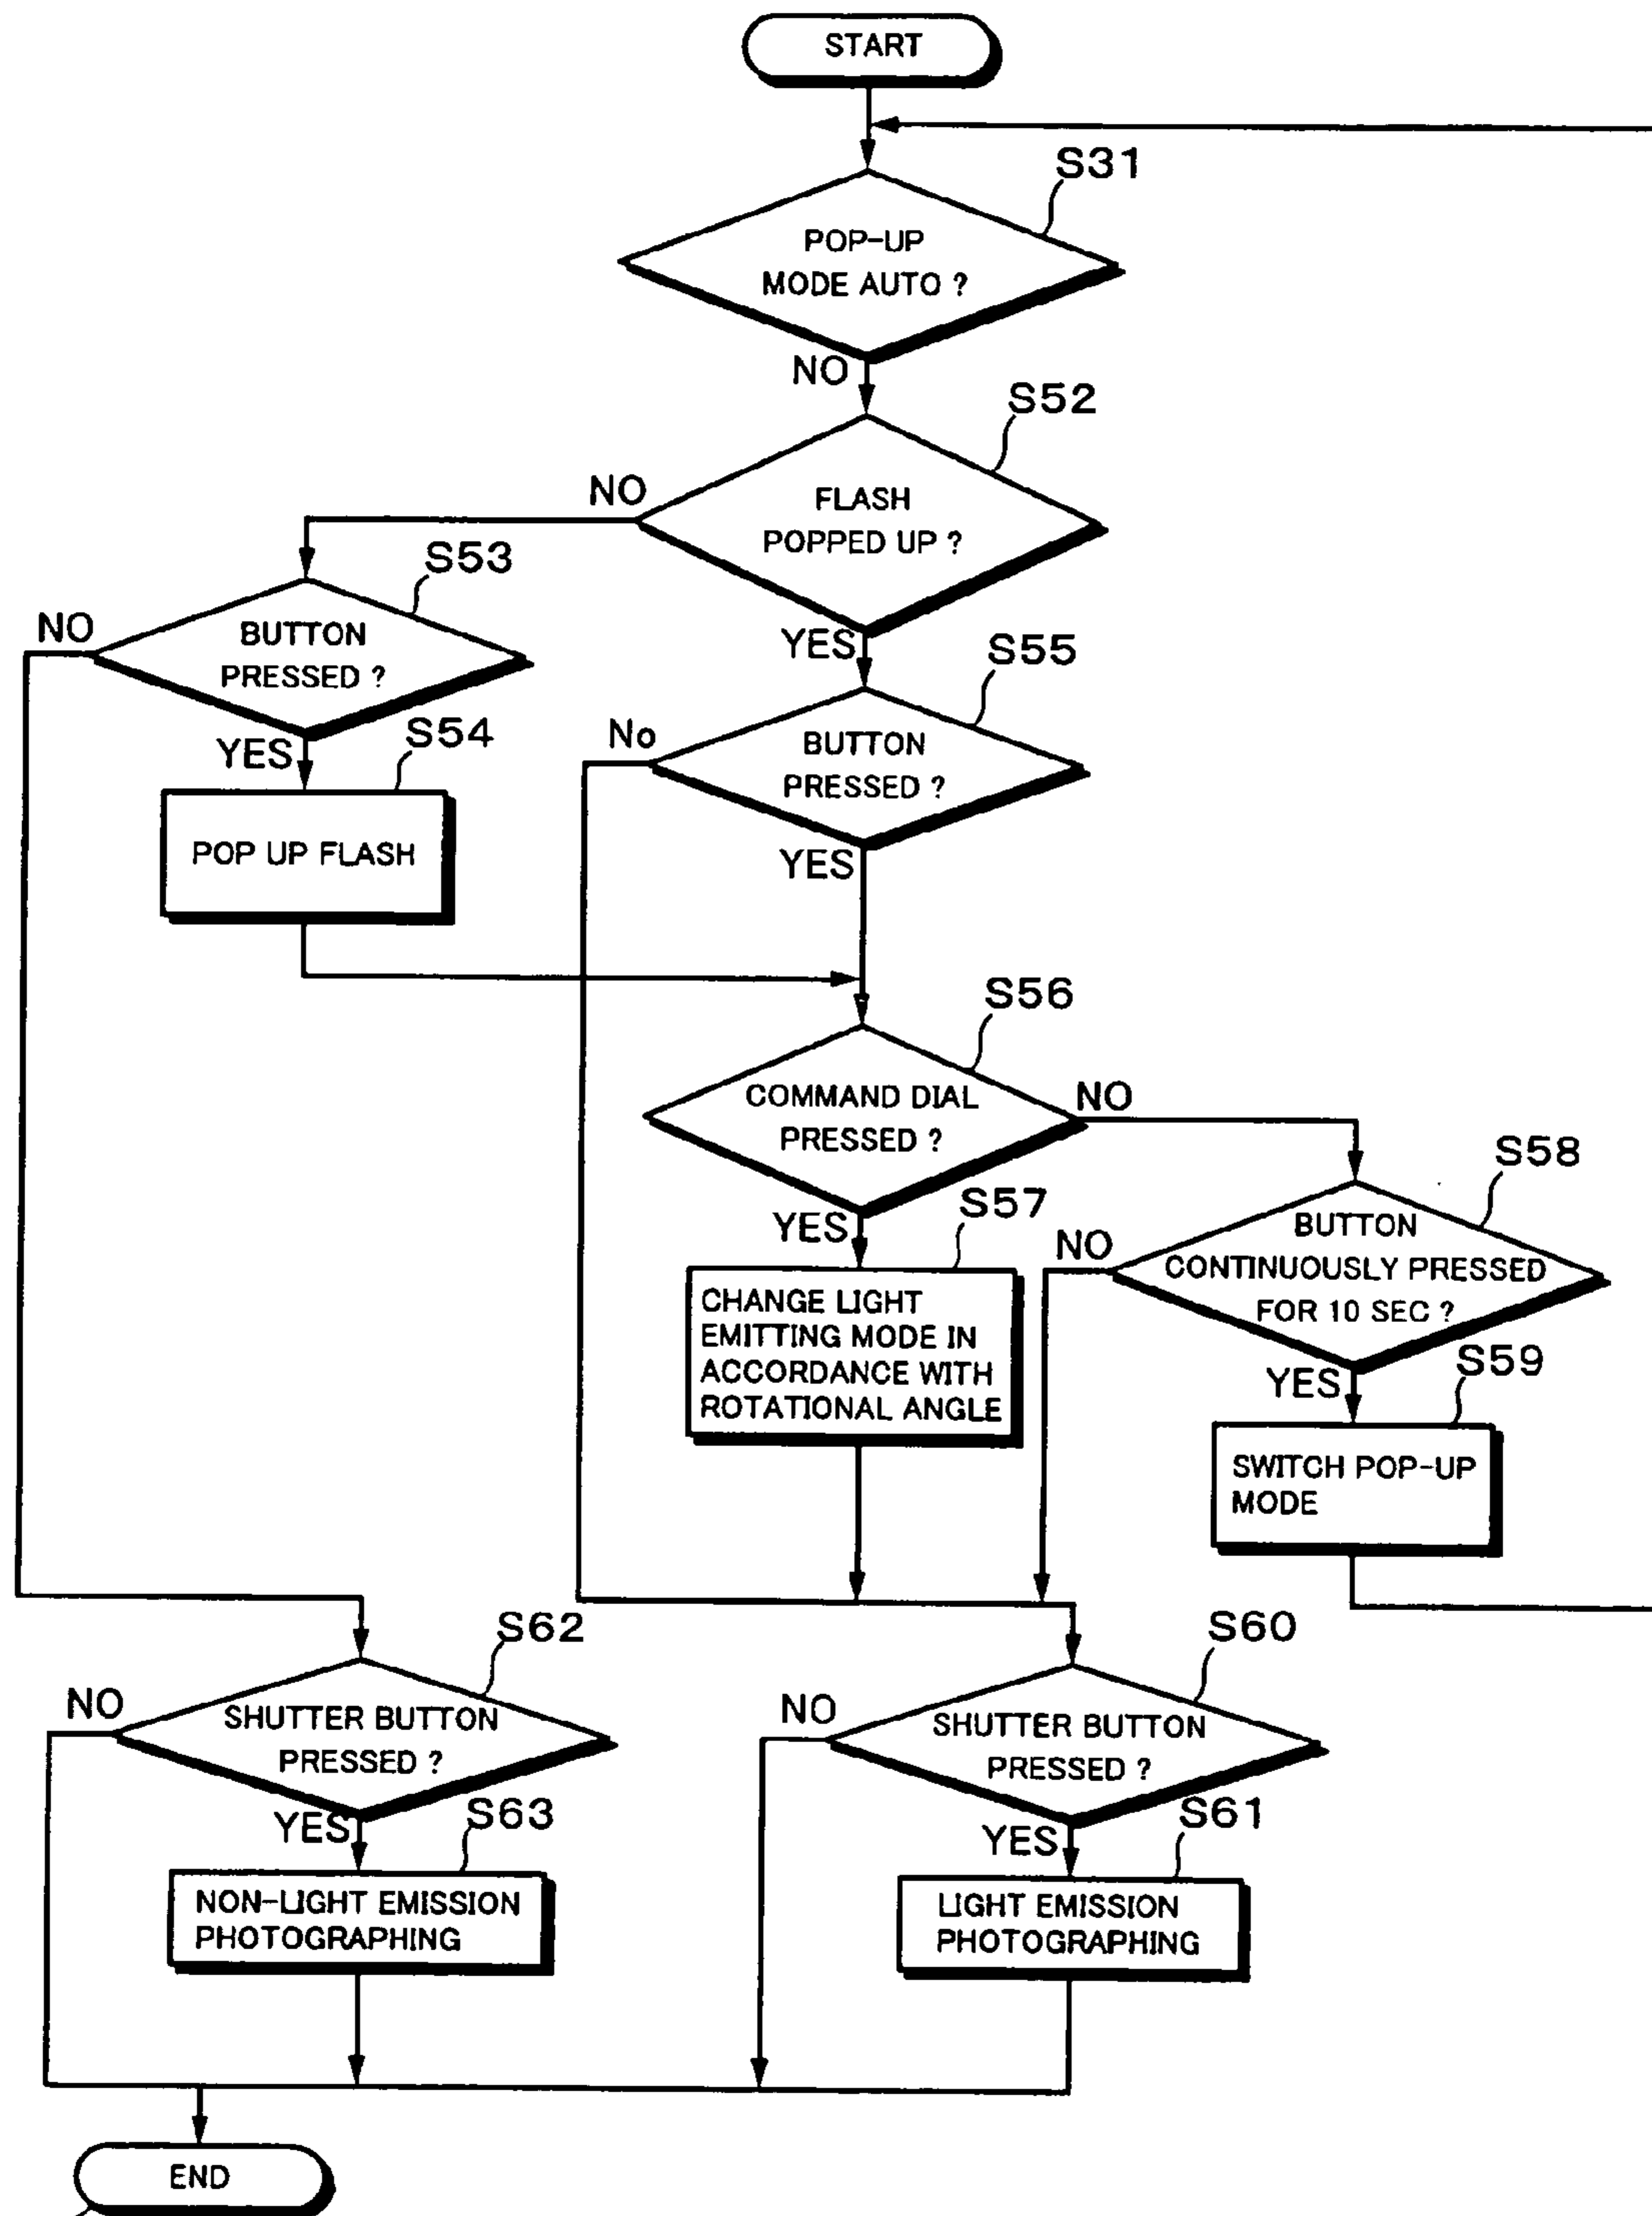 START
S31
POP-UP
MODE AUTO ?
NO
S52
FLASH
POPPED UP ?
NO
YES
S53
BUTTON
PRESSED ?
NO
YES
S54
POP UP FLASH
S55
BUTTON
PRESSED ?
No
YES
S56
COMMAND DIAL
PRESSED ?
NO
YES
S57
CHANGE LIGHT
EMITTING MODE IN
ACCORDANCE WITH
ROTATIONAL ANGLE
S58
BUTTON
CONTINUOUSLY PRESSED
FOR 10 SEC ?
NO
YES
S59
SWITCH POP-UP
MODE
S62
SHUTTER BUTTON
PRESSED ?
NO
YES
S63
NON-LIGHT EMISSION
PHOTOGRAPHING
S60
SHUTTER BUTTON
PRESSED ?
NO
YES
S61
LIGHT EMISSION
PHOTOGRAPHING
END